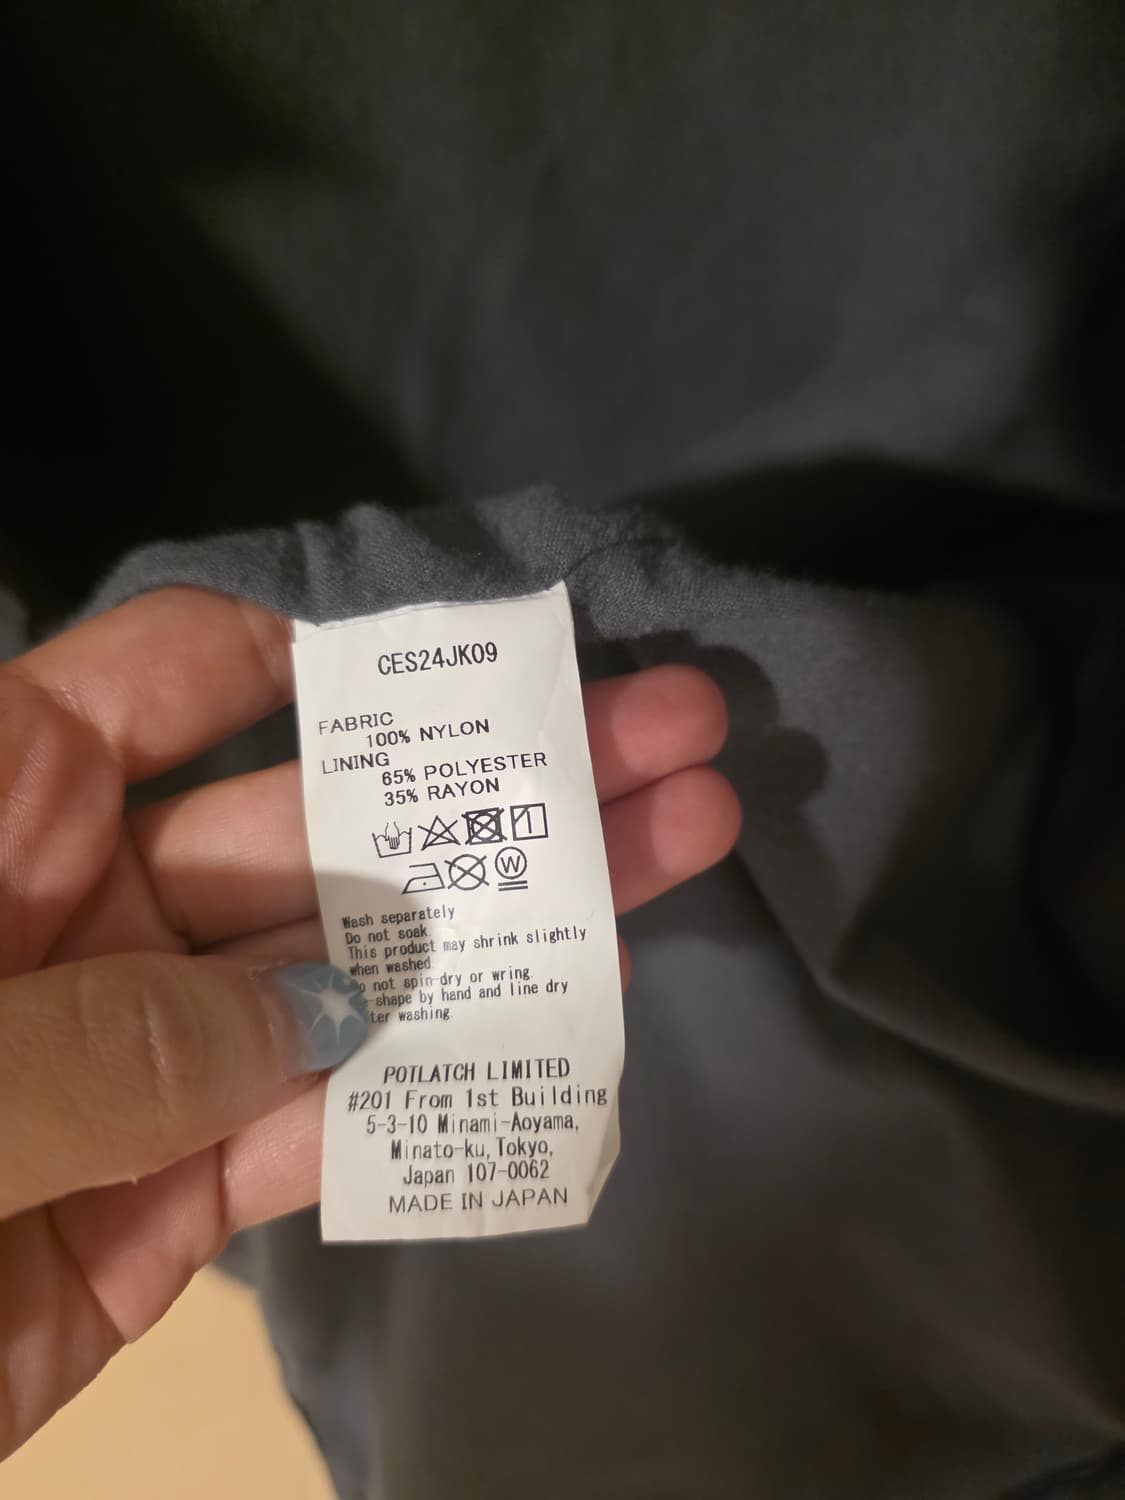 CES24JK09
FABRIC
100% NYLON
LINING
65% POLYESTER
35% RAYON
W
Wash separately
Do not soak.
This product may shrink slightly
when washed.
not spin dry or wring.
shape by hand and line dry
washing.
POTLATCH LIMITED
#201 From 1st Building
5-3-10 Minami-Aoyama,
Minato-ku, Tokyo,
Japan 107-0062
MADE IN JAPAN